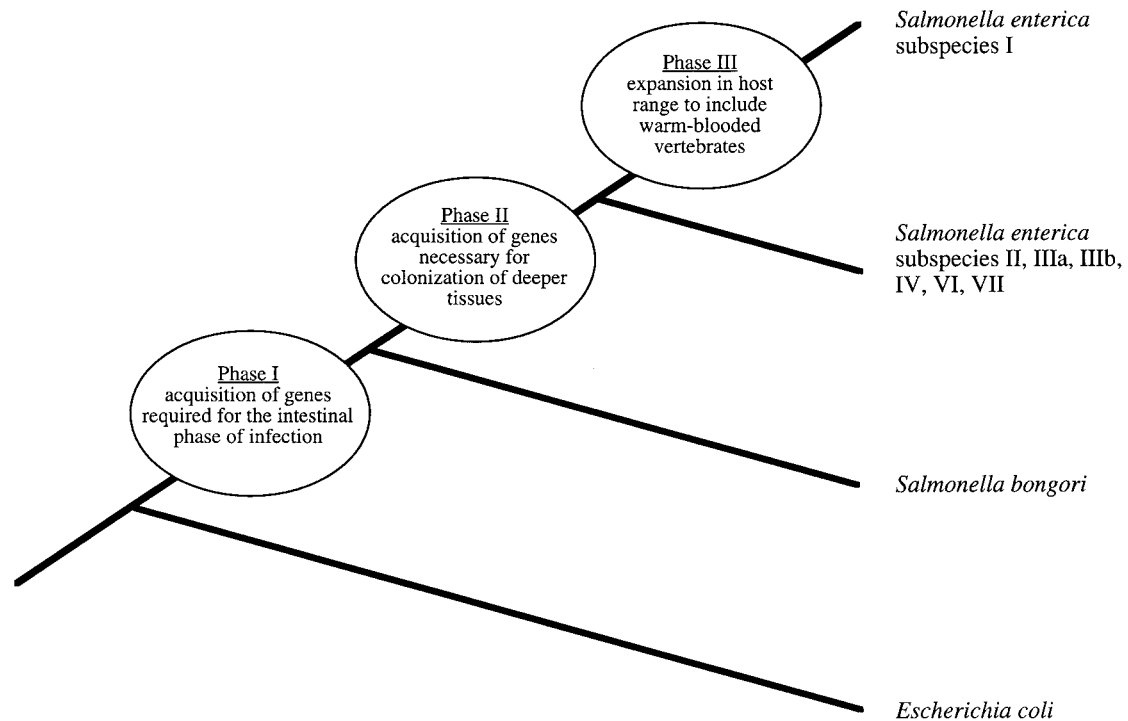 Salmonella enterica
subspecies I
Phase III
expansion in host
range to include
warm-blooded
vertebrates
Phase II
acquisition of genes
necessary for
colonization of deeper
tissues
Salmonella enterica
subspecies II, IIIa, IIIb,
IV, VI, VII
Phase I
acquisition of genes
required for the intestinal
phase of infection
Salmonella bongori
Escherichia coli